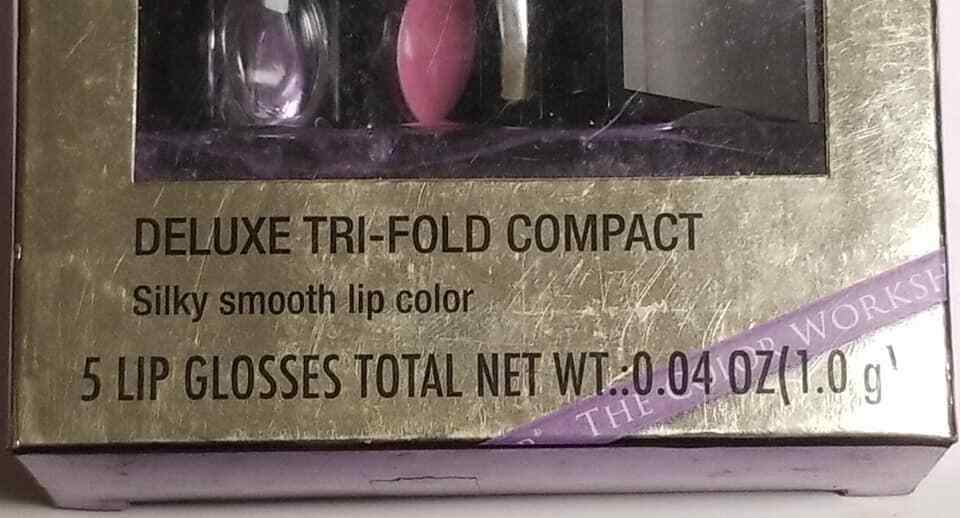 DELUXE TRI-FOLD COMPACT
Silky smooth lip color
5 LIP GLOSSES TOTAL NET WT.:0.04 OZ(1.0 g)
THE COLOR WORKSH